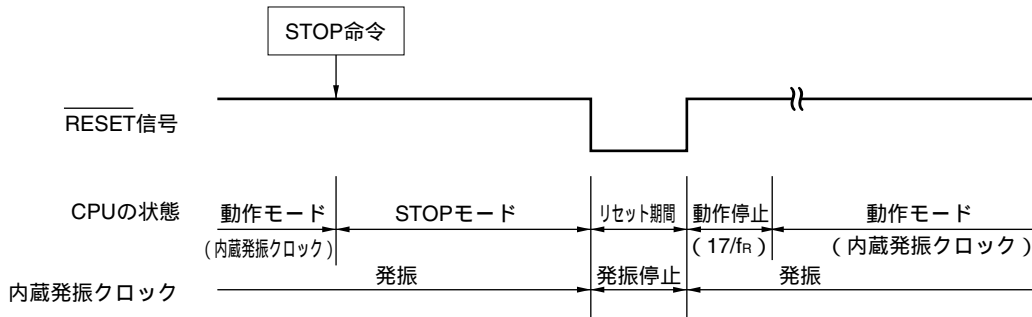 STOP命令
RESET信号
CPUの状態
動作モード
STOPモード
リセット期間
動作停止
動作モード
(内蔵発振クロック)
(17/fR)
(内蔵発振クロック)
内蔵発振クロック
発振
発振停止
発振